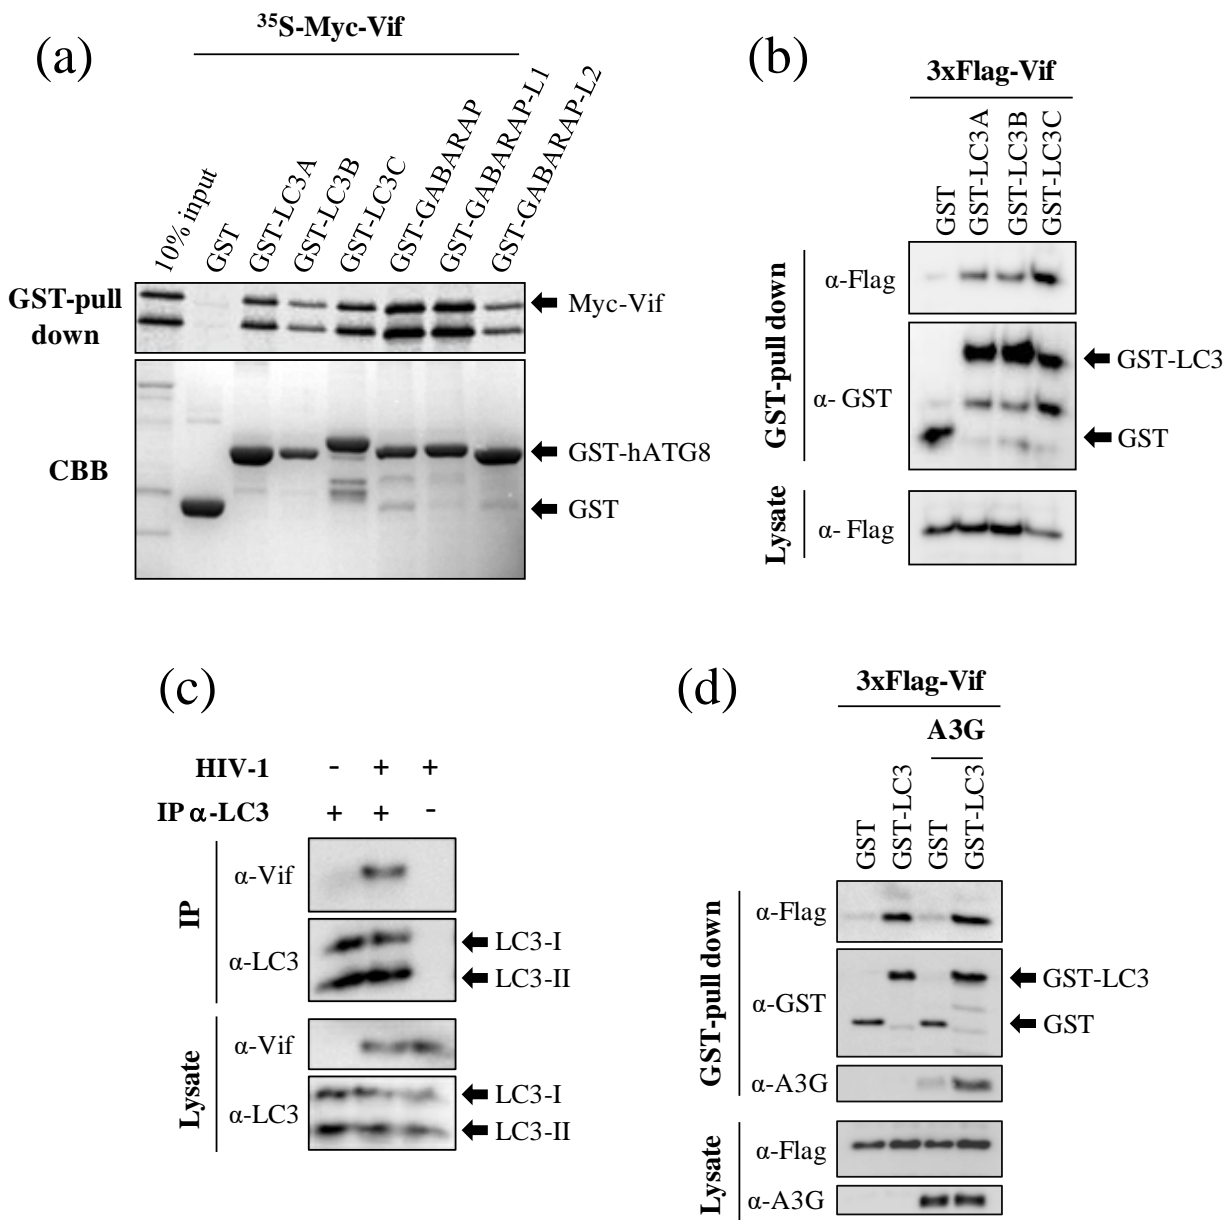 (a)
³⁵S-Myc-Vif
10% input
GST
GST-LC3A
GST-LC3B
GST-LC3C
GST-GABARAP
GST-GABARAP-L1
GST-GABARAP-L2
GST-pull
down
Myc-Vif
CBB
GST-hATG8
GST
(b)
3xFlag-Vif
GST
GST-LC3A
GST-LC3B
GST-LC3C
GST-pull down
α-Flag
α- GST
GST-LC3
GST
Lysate
α- Flag
(c)
HIV-1 - + +
IP α-LC3 + + -
IP
α-Vif
α-LC3
LC3-I
LC3-II
Lysate
α-Vif
α-LC3
LC3-I
LC3-II
(d)
3xFlag-Vif
A3G
GST
GST-LC3
GST
GST-LC3
GST-pull down
α-Flag
α-GST
GST-LC3
GST
α-A3G
Lysate
α-Flag
α-A3G